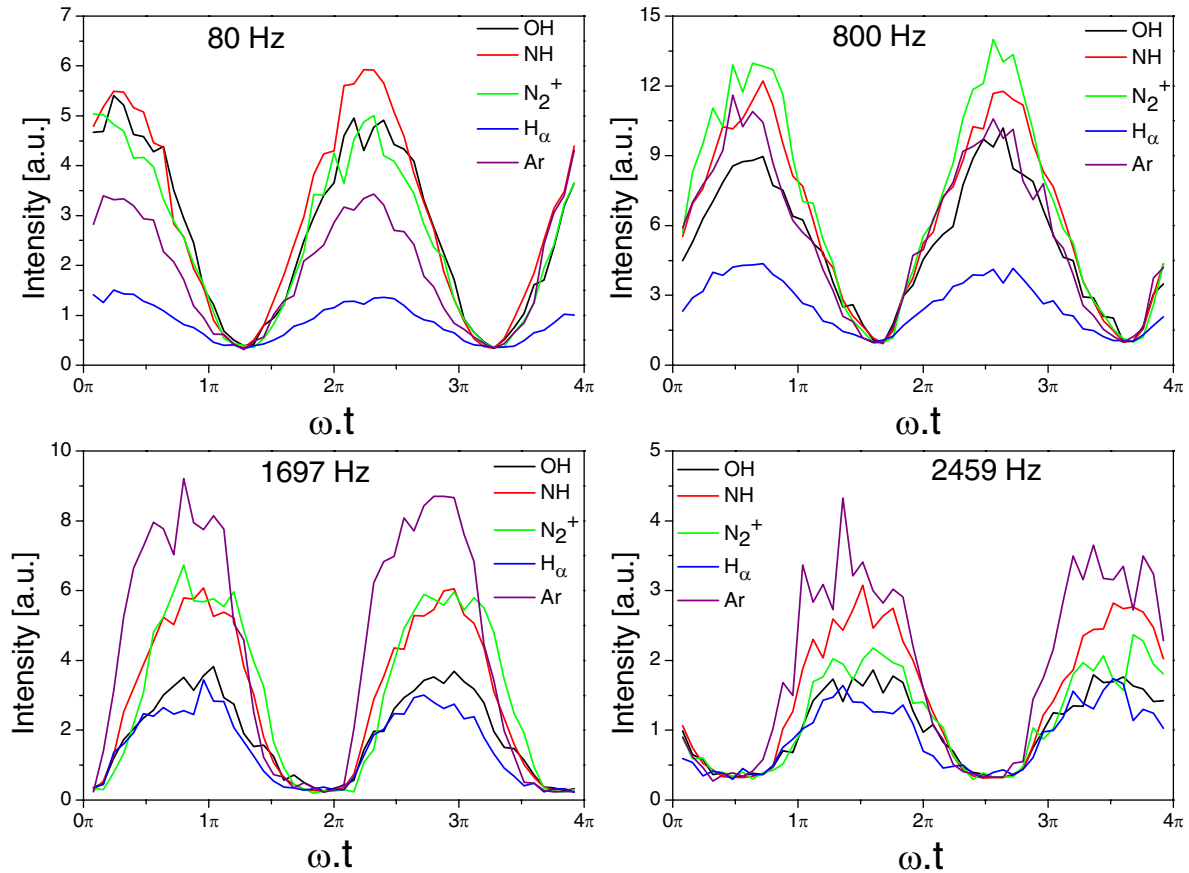 80 Hz
OH
NH
N₂⁺
Hα
Ar
Intensity [a.u.]
7
6
5
4
3
2
1
0
0π 1π 2π 3π 4π
ω.t
800 Hz
OH
NH
N₂⁺
Hα
Ar
Intensity [a.u.]
15
12
9
6
3
0
0π 1π 2π 3π 4π
ω.t
1697 Hz
OH
NH
N₂⁺
Hα
Ar
Intensity [a.u.]
10
8
6
4
2
0
0π 1π 2π 3π 4π
ω.t
2459 Hz
OH
NH
N₂⁺
Hα
Ar
Intensity [a.u.]
5
4
3
2
1
0
0π 1π 2π 3π 4π
ω.t